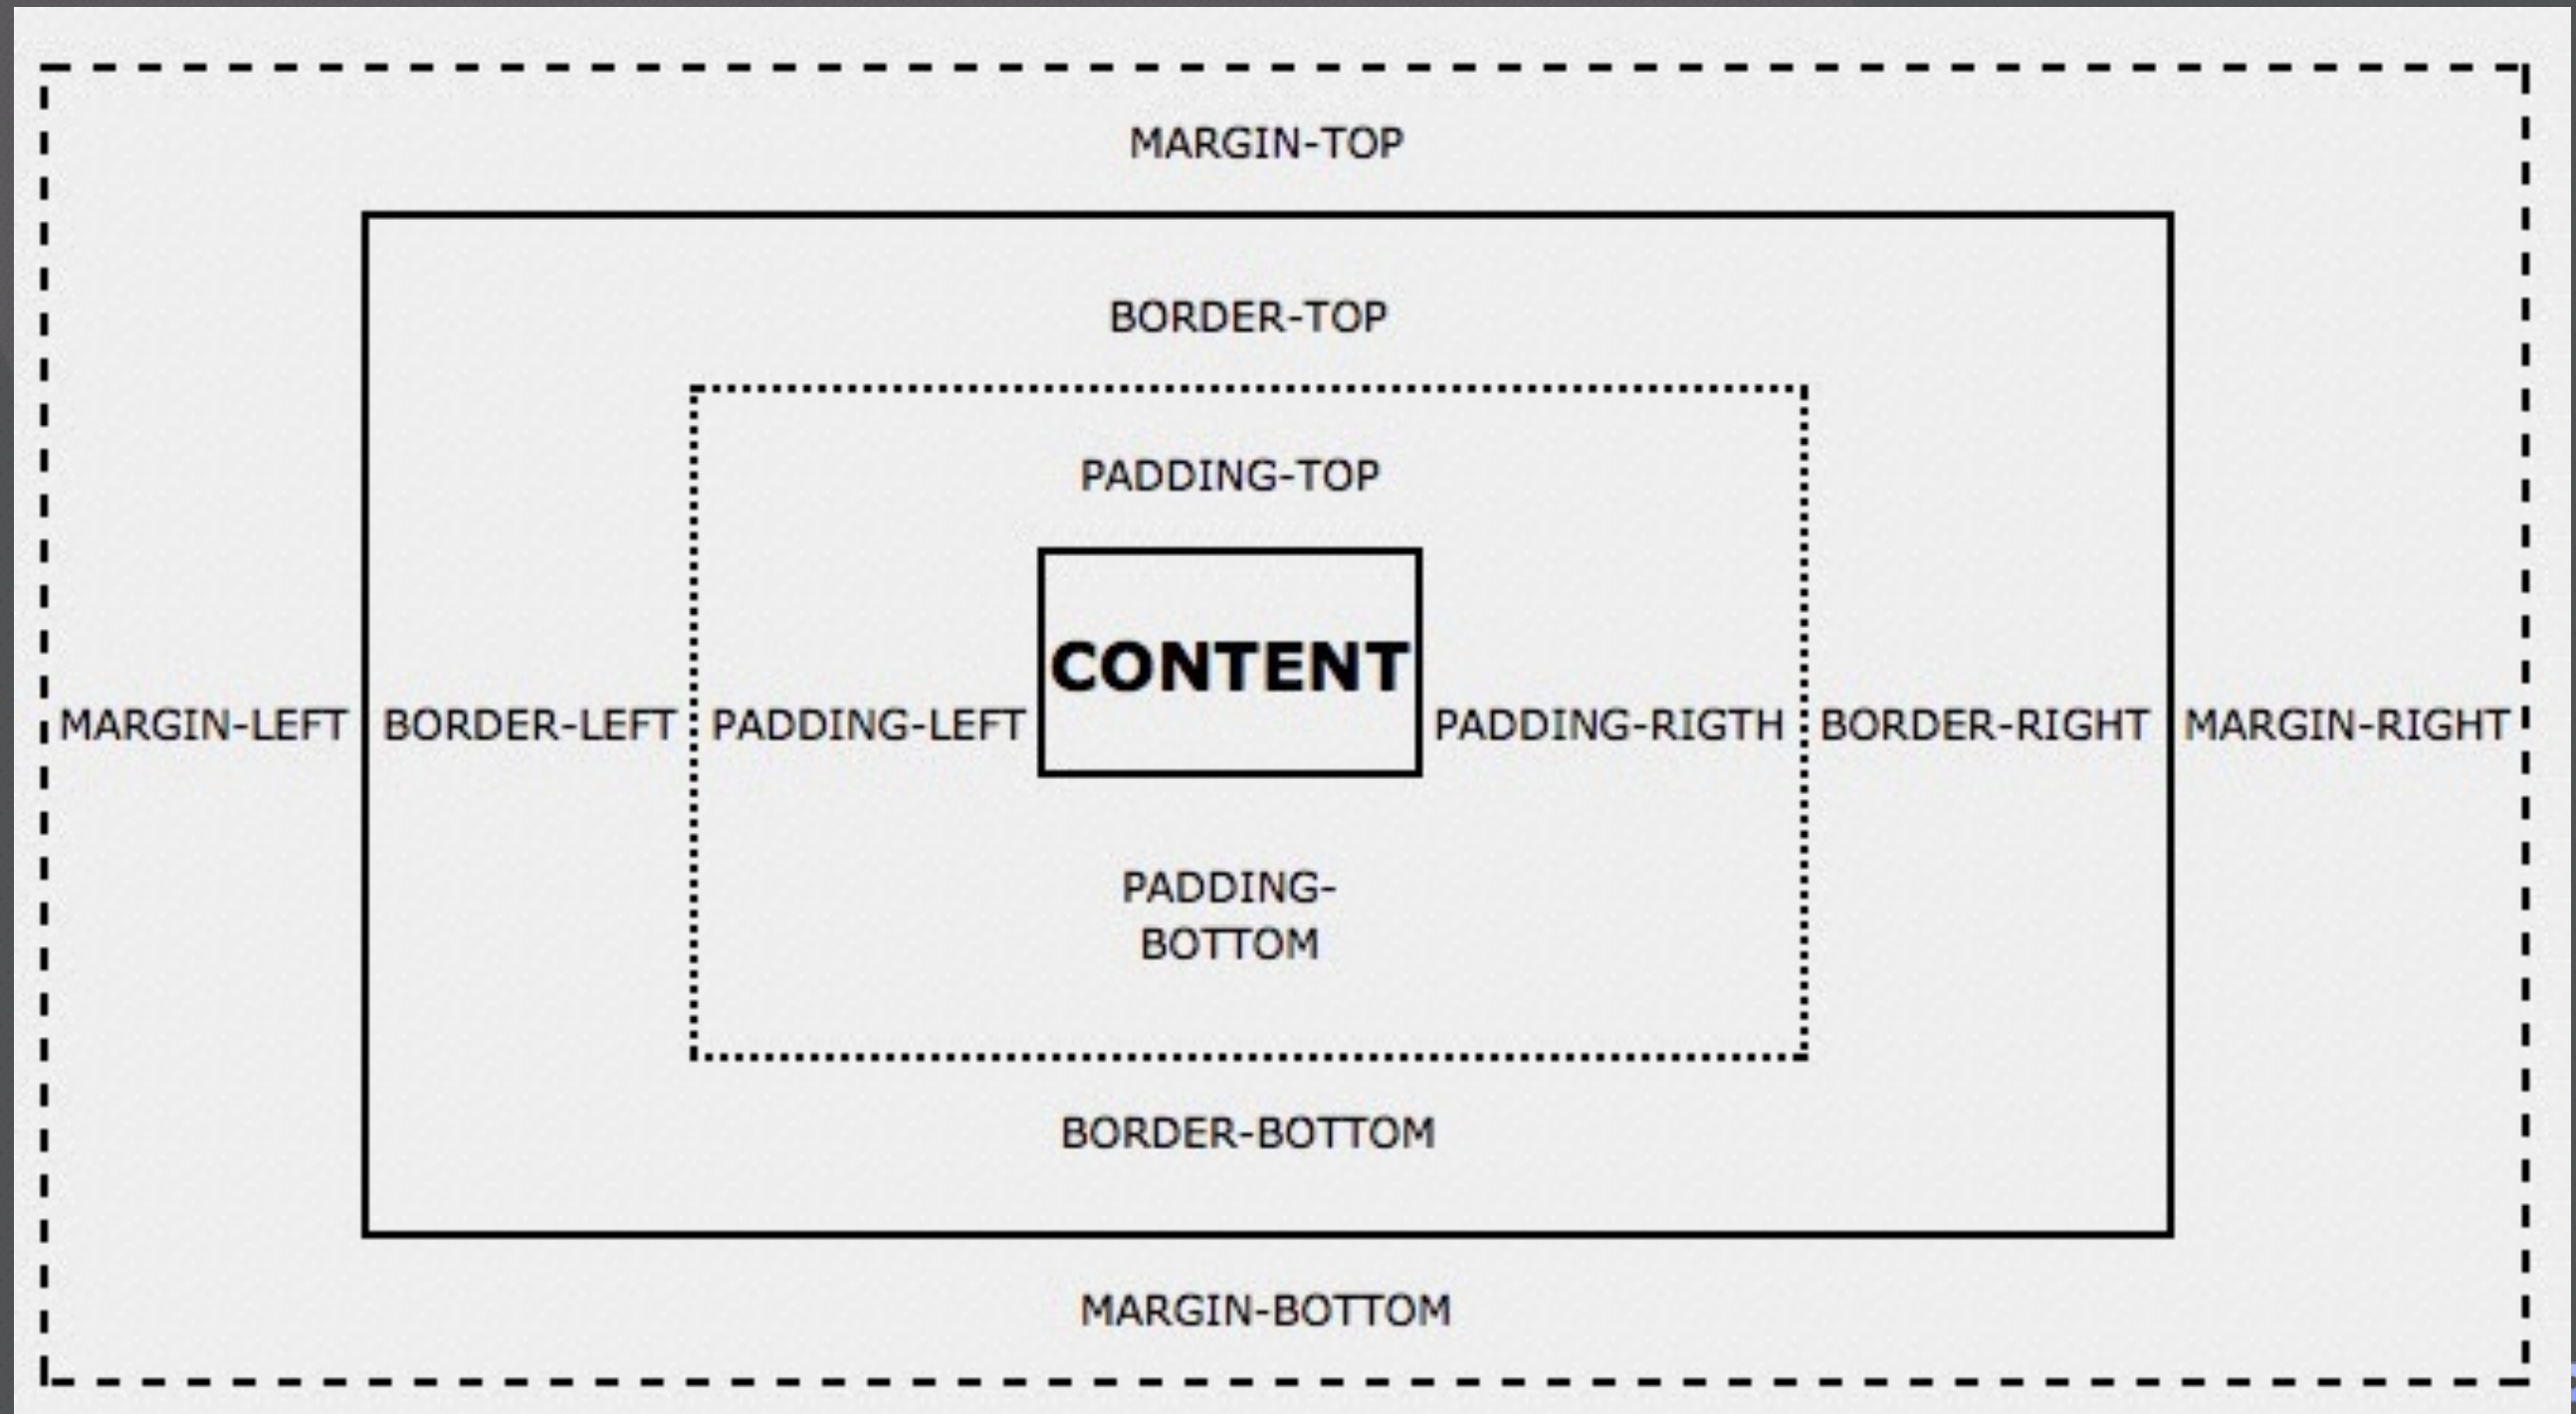 MARGIN-TOP
BORDER-TOP
PADDING-TOP
CONTENT
MARGIN-LEFT BORDER-LEFT PADDING-LEFT PADDING-RIGTH BORDER-RIGHT MARGIN-RIGHT
PADDING-
BOTTOM
BORDER-BOTTOM
MARGIN-BOTTOM